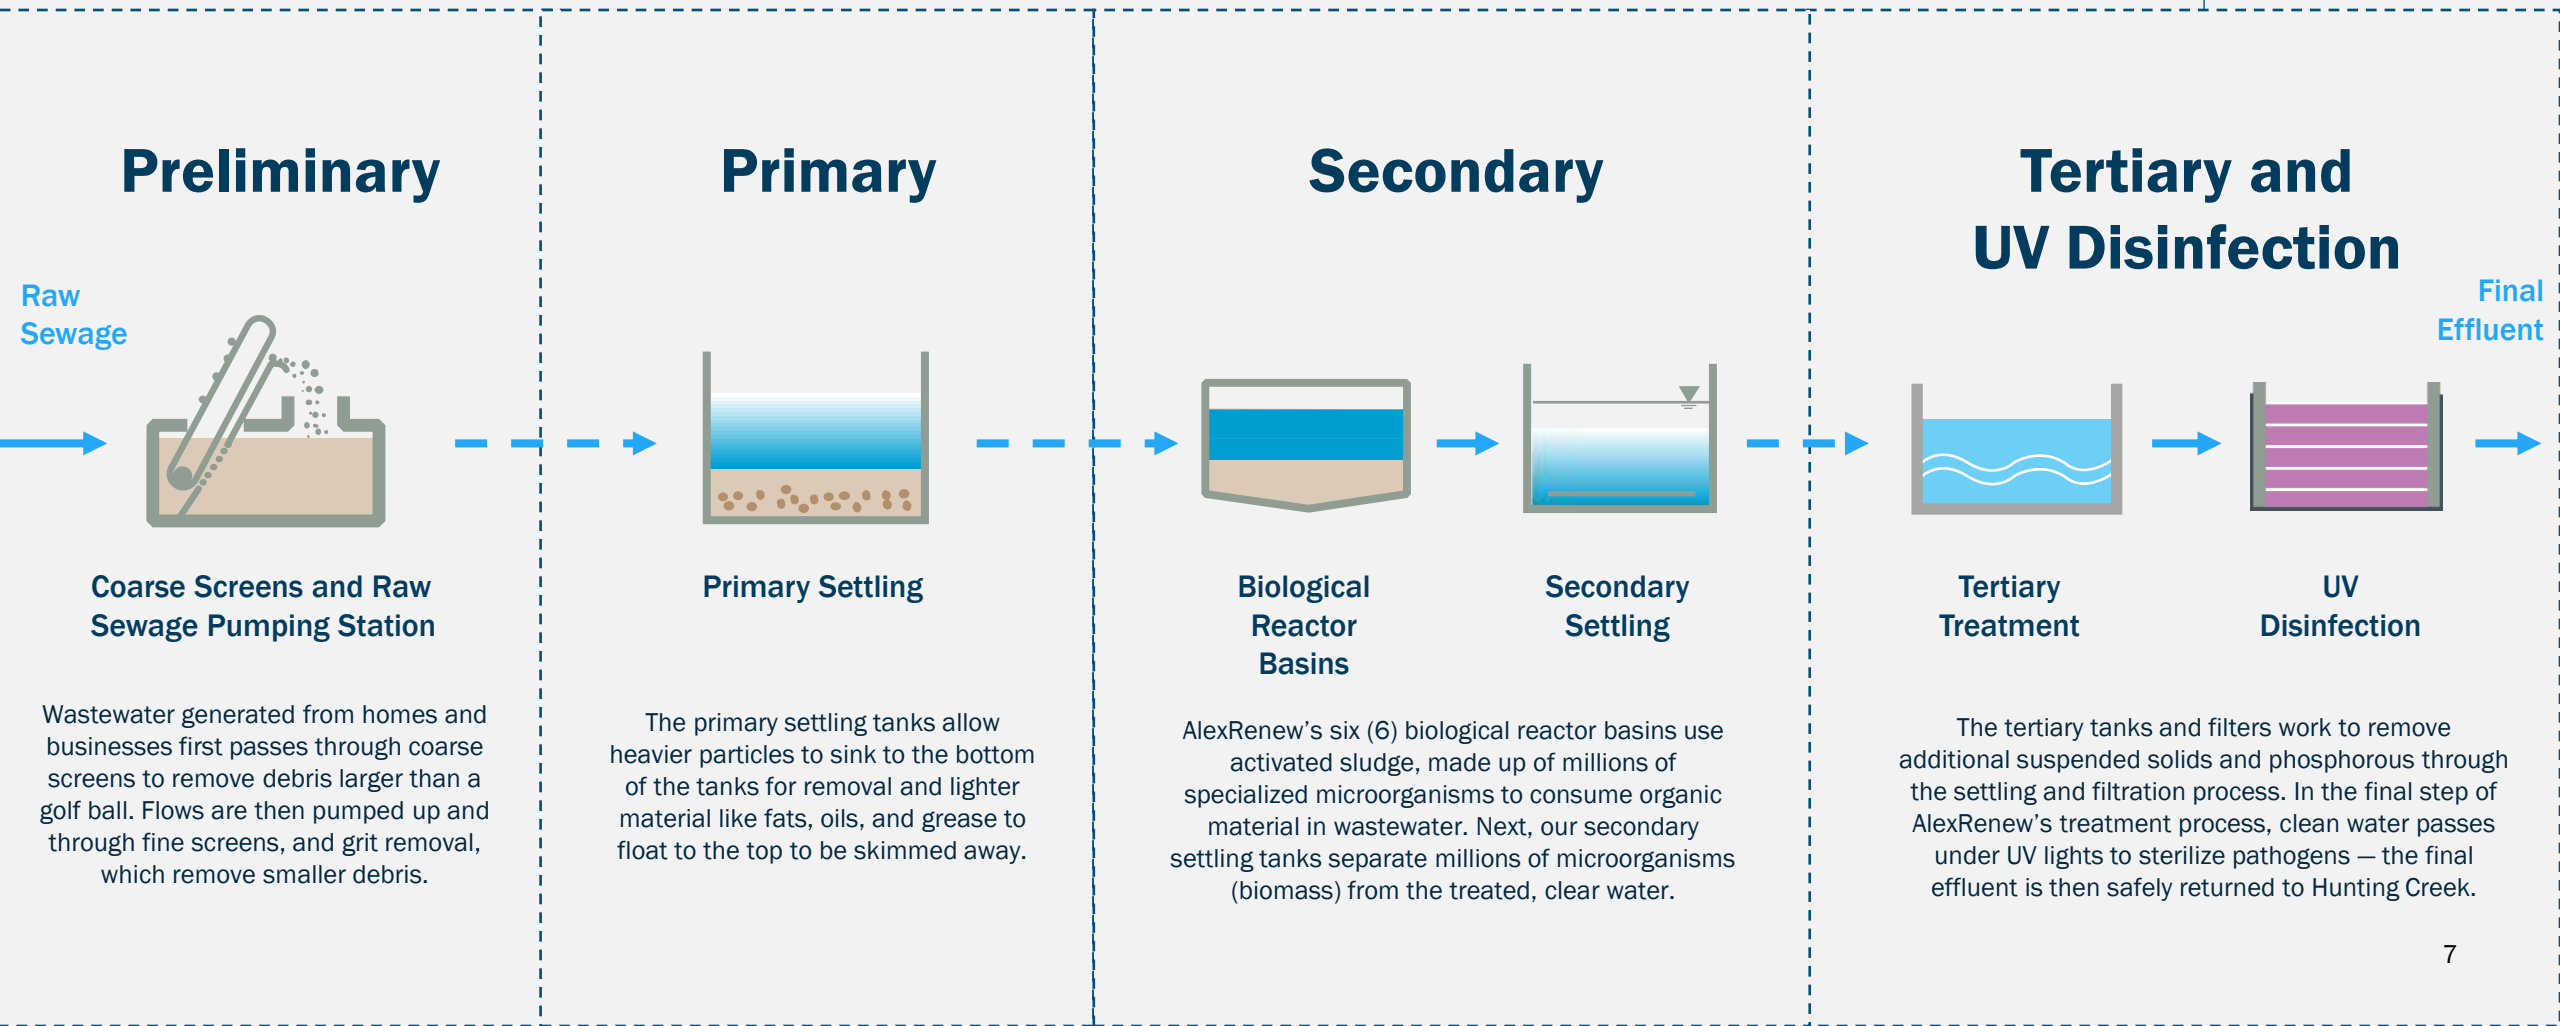 Preliminary
Raw
Sewage
Coarse Screens and Raw
Sewage Pumping Station
Wastewater generated from homes and
businesses first passes through coarse
screens to remove debris larger than a
golf ball. Flows are then pumped up and
through fine screens, and grit removal,
which remove smaller debris.
Primary
Primary Settling
The primary settling tanks allow
heavier particles to sink to the bottom
of the tanks for removal and lighter
material like fats, oils, and grease to
float to the top to be skimmed away.
Secondary
Biological
Reactor
Basins
Secondary
Settling
AlexRenew’s six (6) biological reactor basins use
activated sludge, made up of millions of
specialized microorganisms to consume organic
material in wastewater. Next, our secondary
settling tanks separate millions of microorganisms
(biomass) from the treated, clear water.
Tertiary and
UV Disinfection
Final
Effluent
Tertiary
Treatment
UV
Disinfection
The tertiary tanks and filters work to remove
additional suspended solids and phosphorous through
the settling and filtration process. In the final step of
AlexRenew’s treatment process, clean water passes
under UV lights to sterilize pathogens — the final
effluent is then safely returned to Hunting Creek.
7